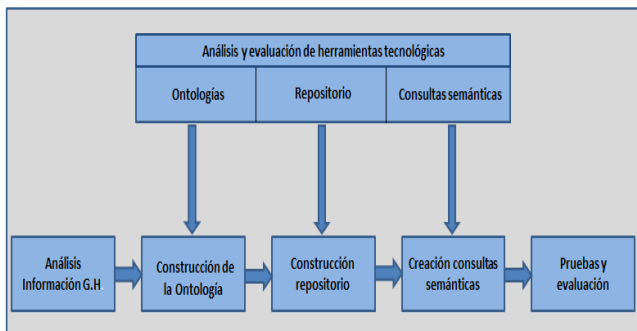 Análisis y evaluación de herramientas tecnológicas
Ontologías
Repositorio
Consultas semánticas
Análisis
Información G.H
Construcción de
la Ontología
Construcción
repositorio
Creación consultas
semánticas
Pruebas y
evaluación